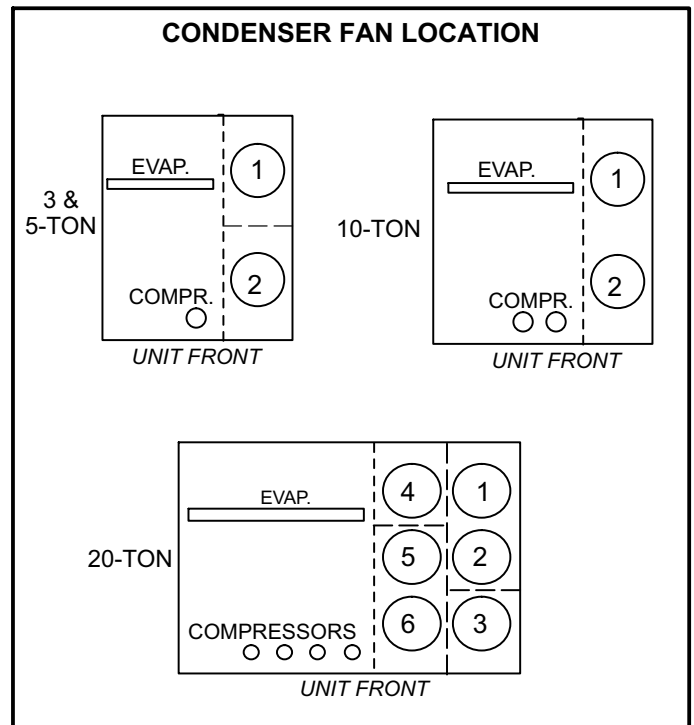 CONDENSER FAN LOCATION
3 &
5-TON
EVAP.
1
2
COMPR.
UNIT FRONT
10-TON
EVAP.
1
2
COMPR.
UNIT FRONT
20-TON
EVAP.
4
1
5
2
6
3
COMPRESSORS
UNIT FRONT